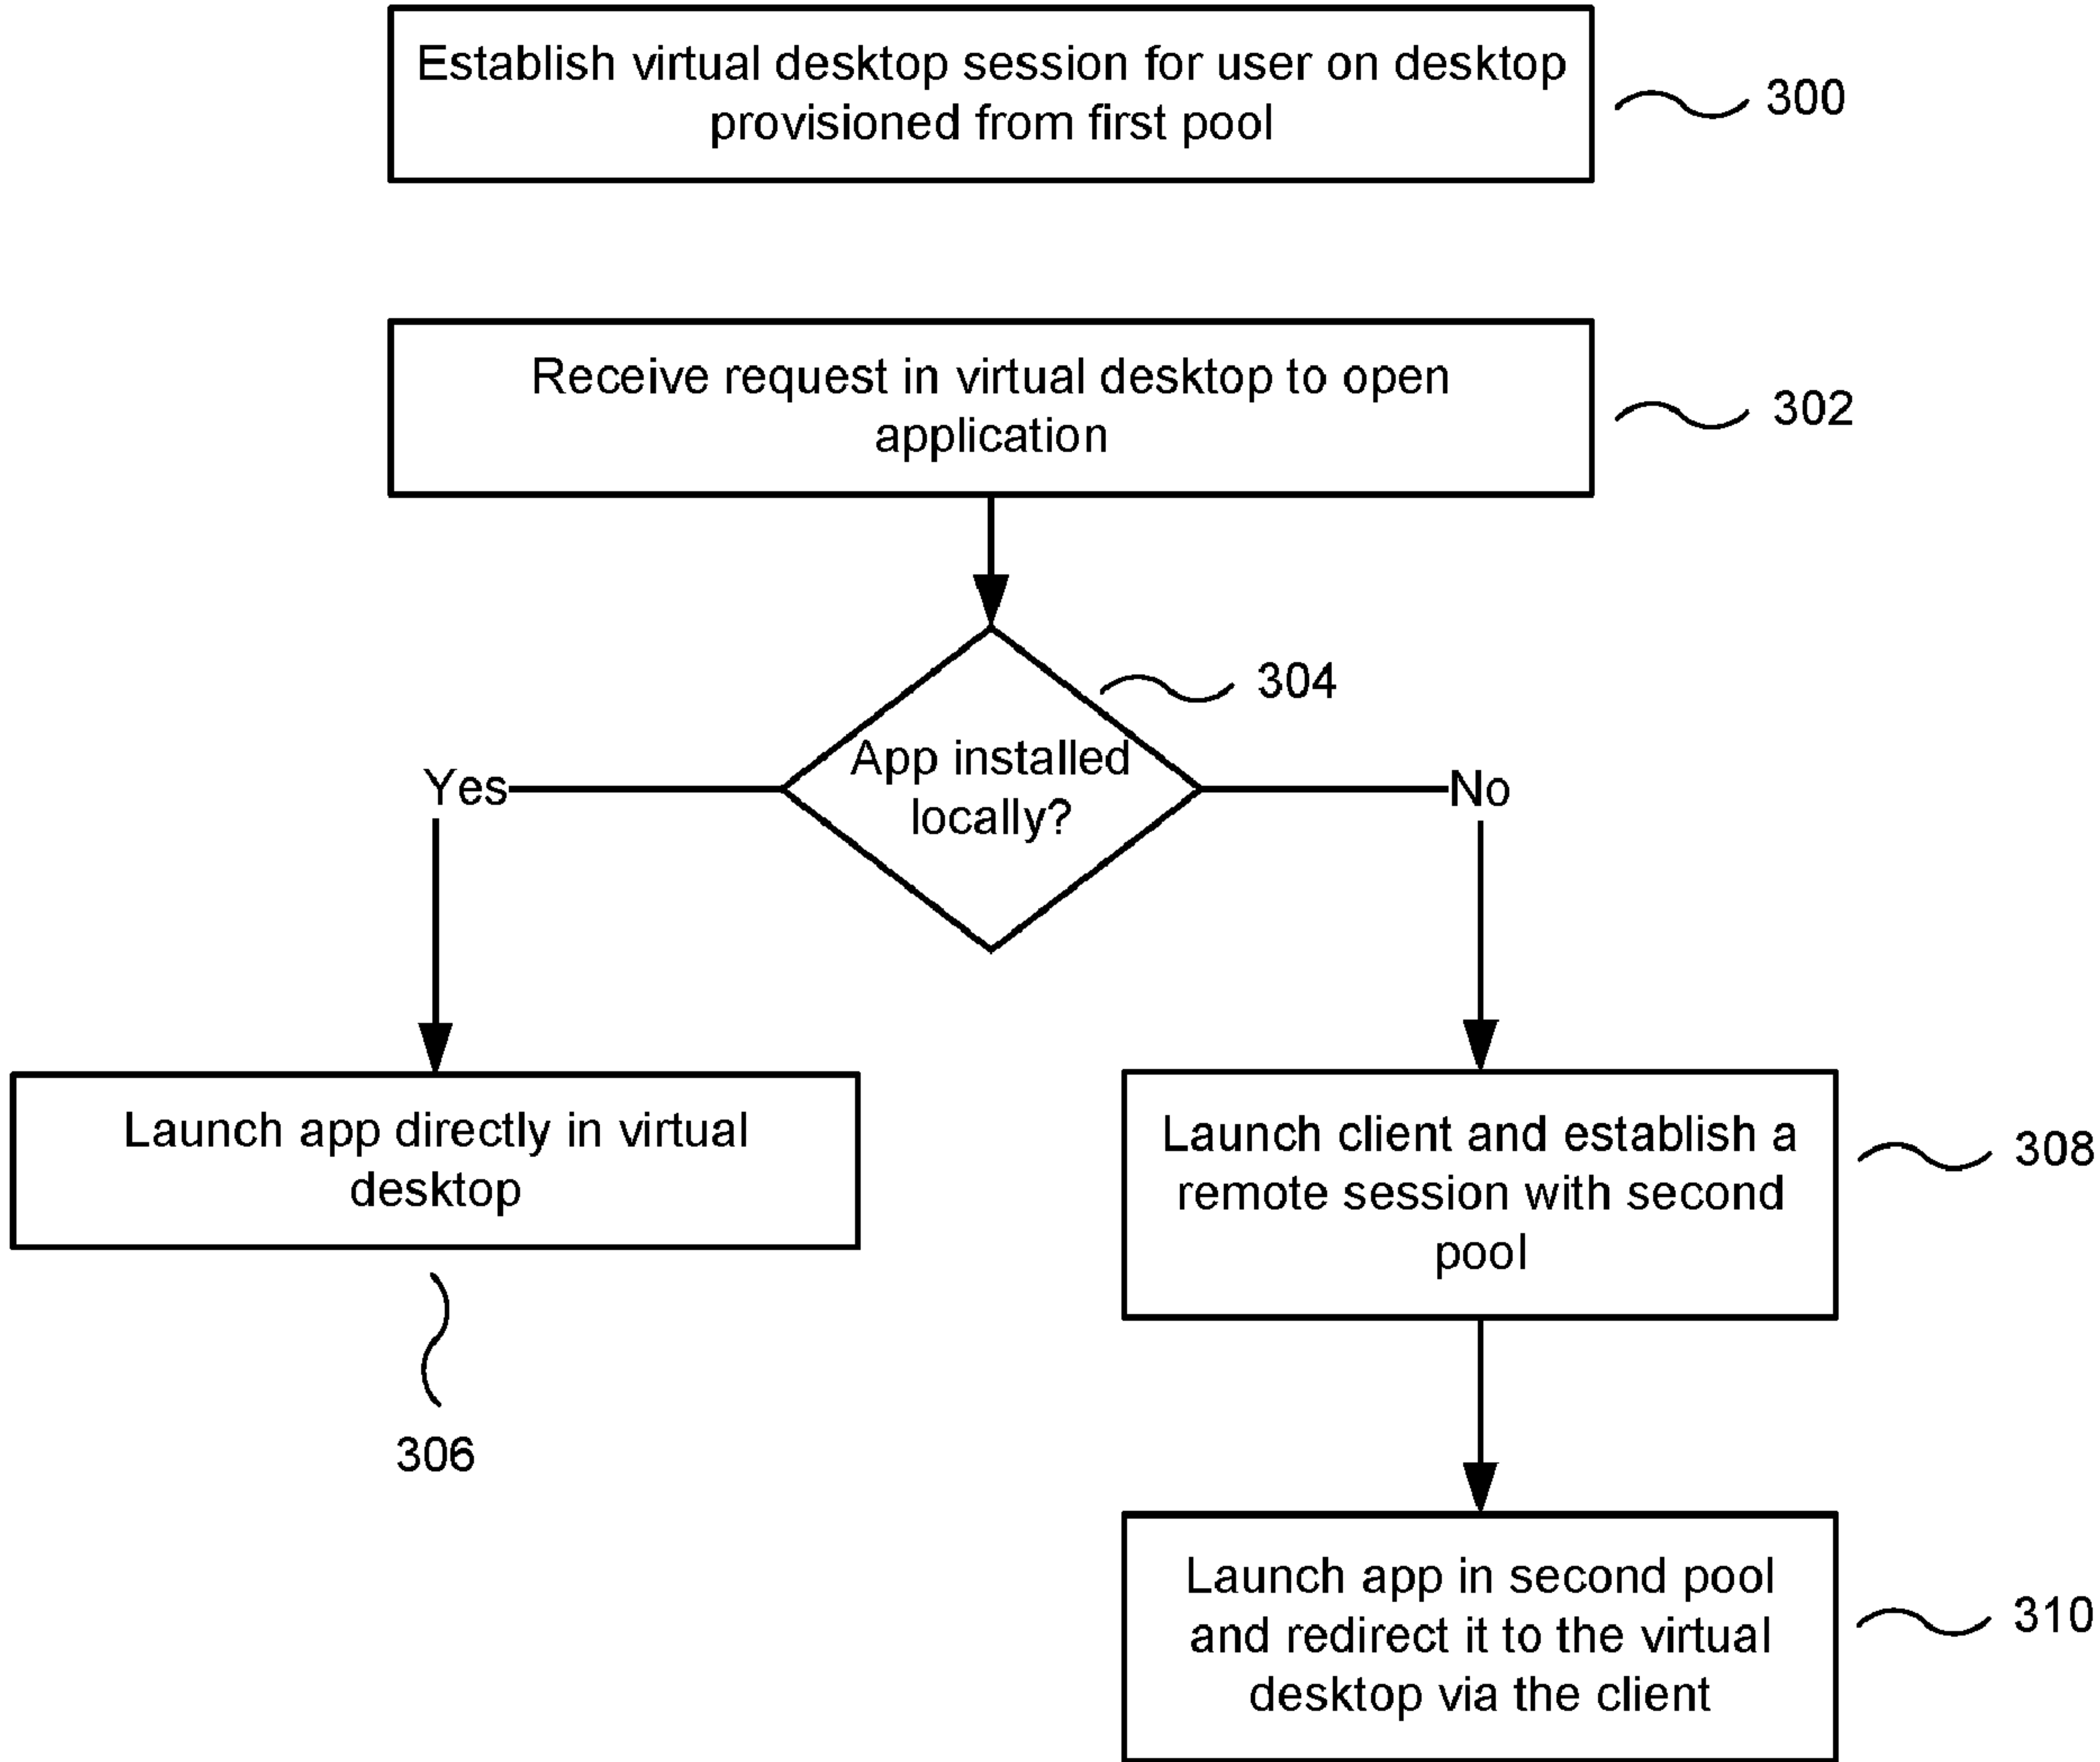 Establish virtual desktop session for user on desktop
provisioned from first pool
300
Receive request in virtual desktop to open
application
302
304
App installed
locally?
Yes
No
Launch app directly in virtual
desktop
306
Launch client and establish a
remote session with second
pool
308
Launch app in second pool
and redirect it to the virtual
desktop via the client
310